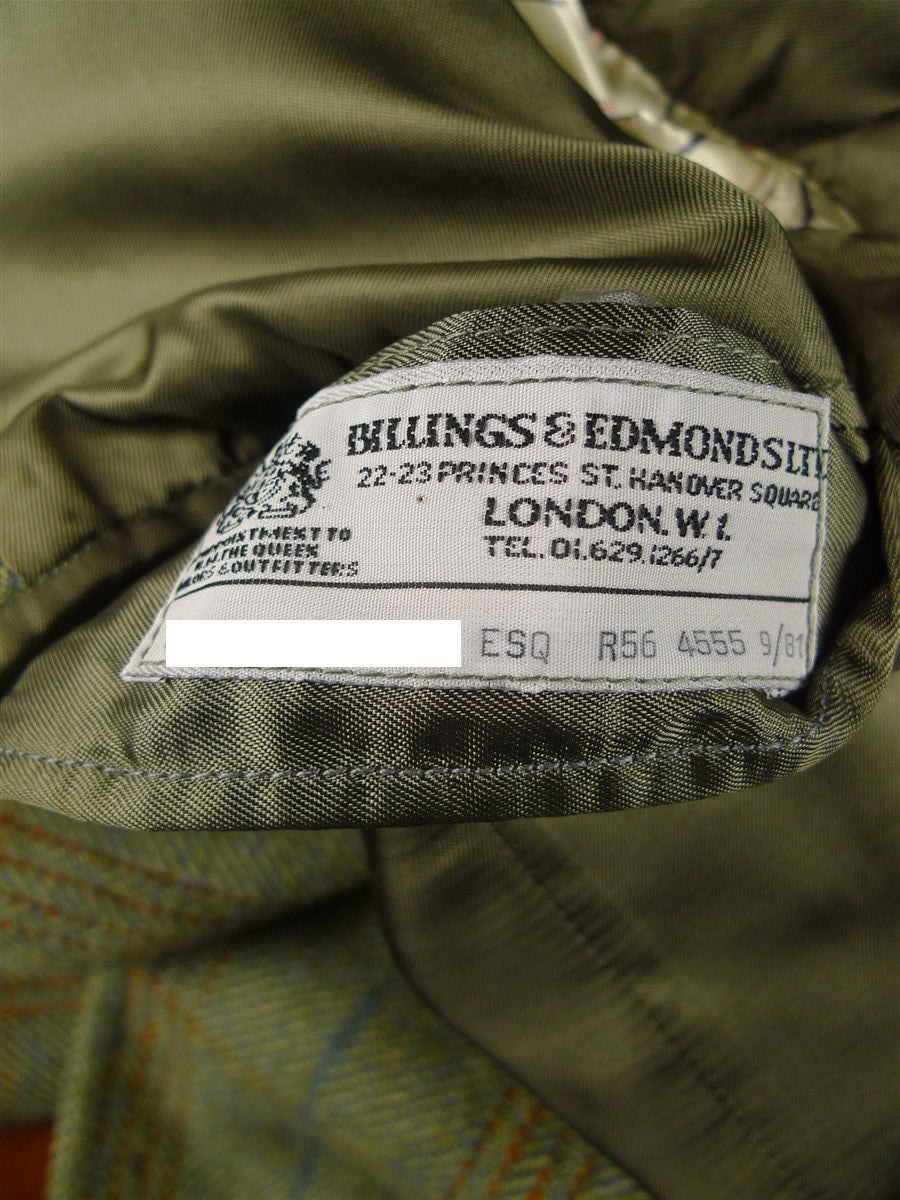 BILLINGS & EDMONDS LTD
22-23 PRINCES ST. HANOVER SQUARE
LONDON. W.1.
TEL. 01.629.1266/7
APPOINTMENT TO
H.M. THE QUEEN
TAILORS & OUTFITTERS
ESQ R56 4555 9/81